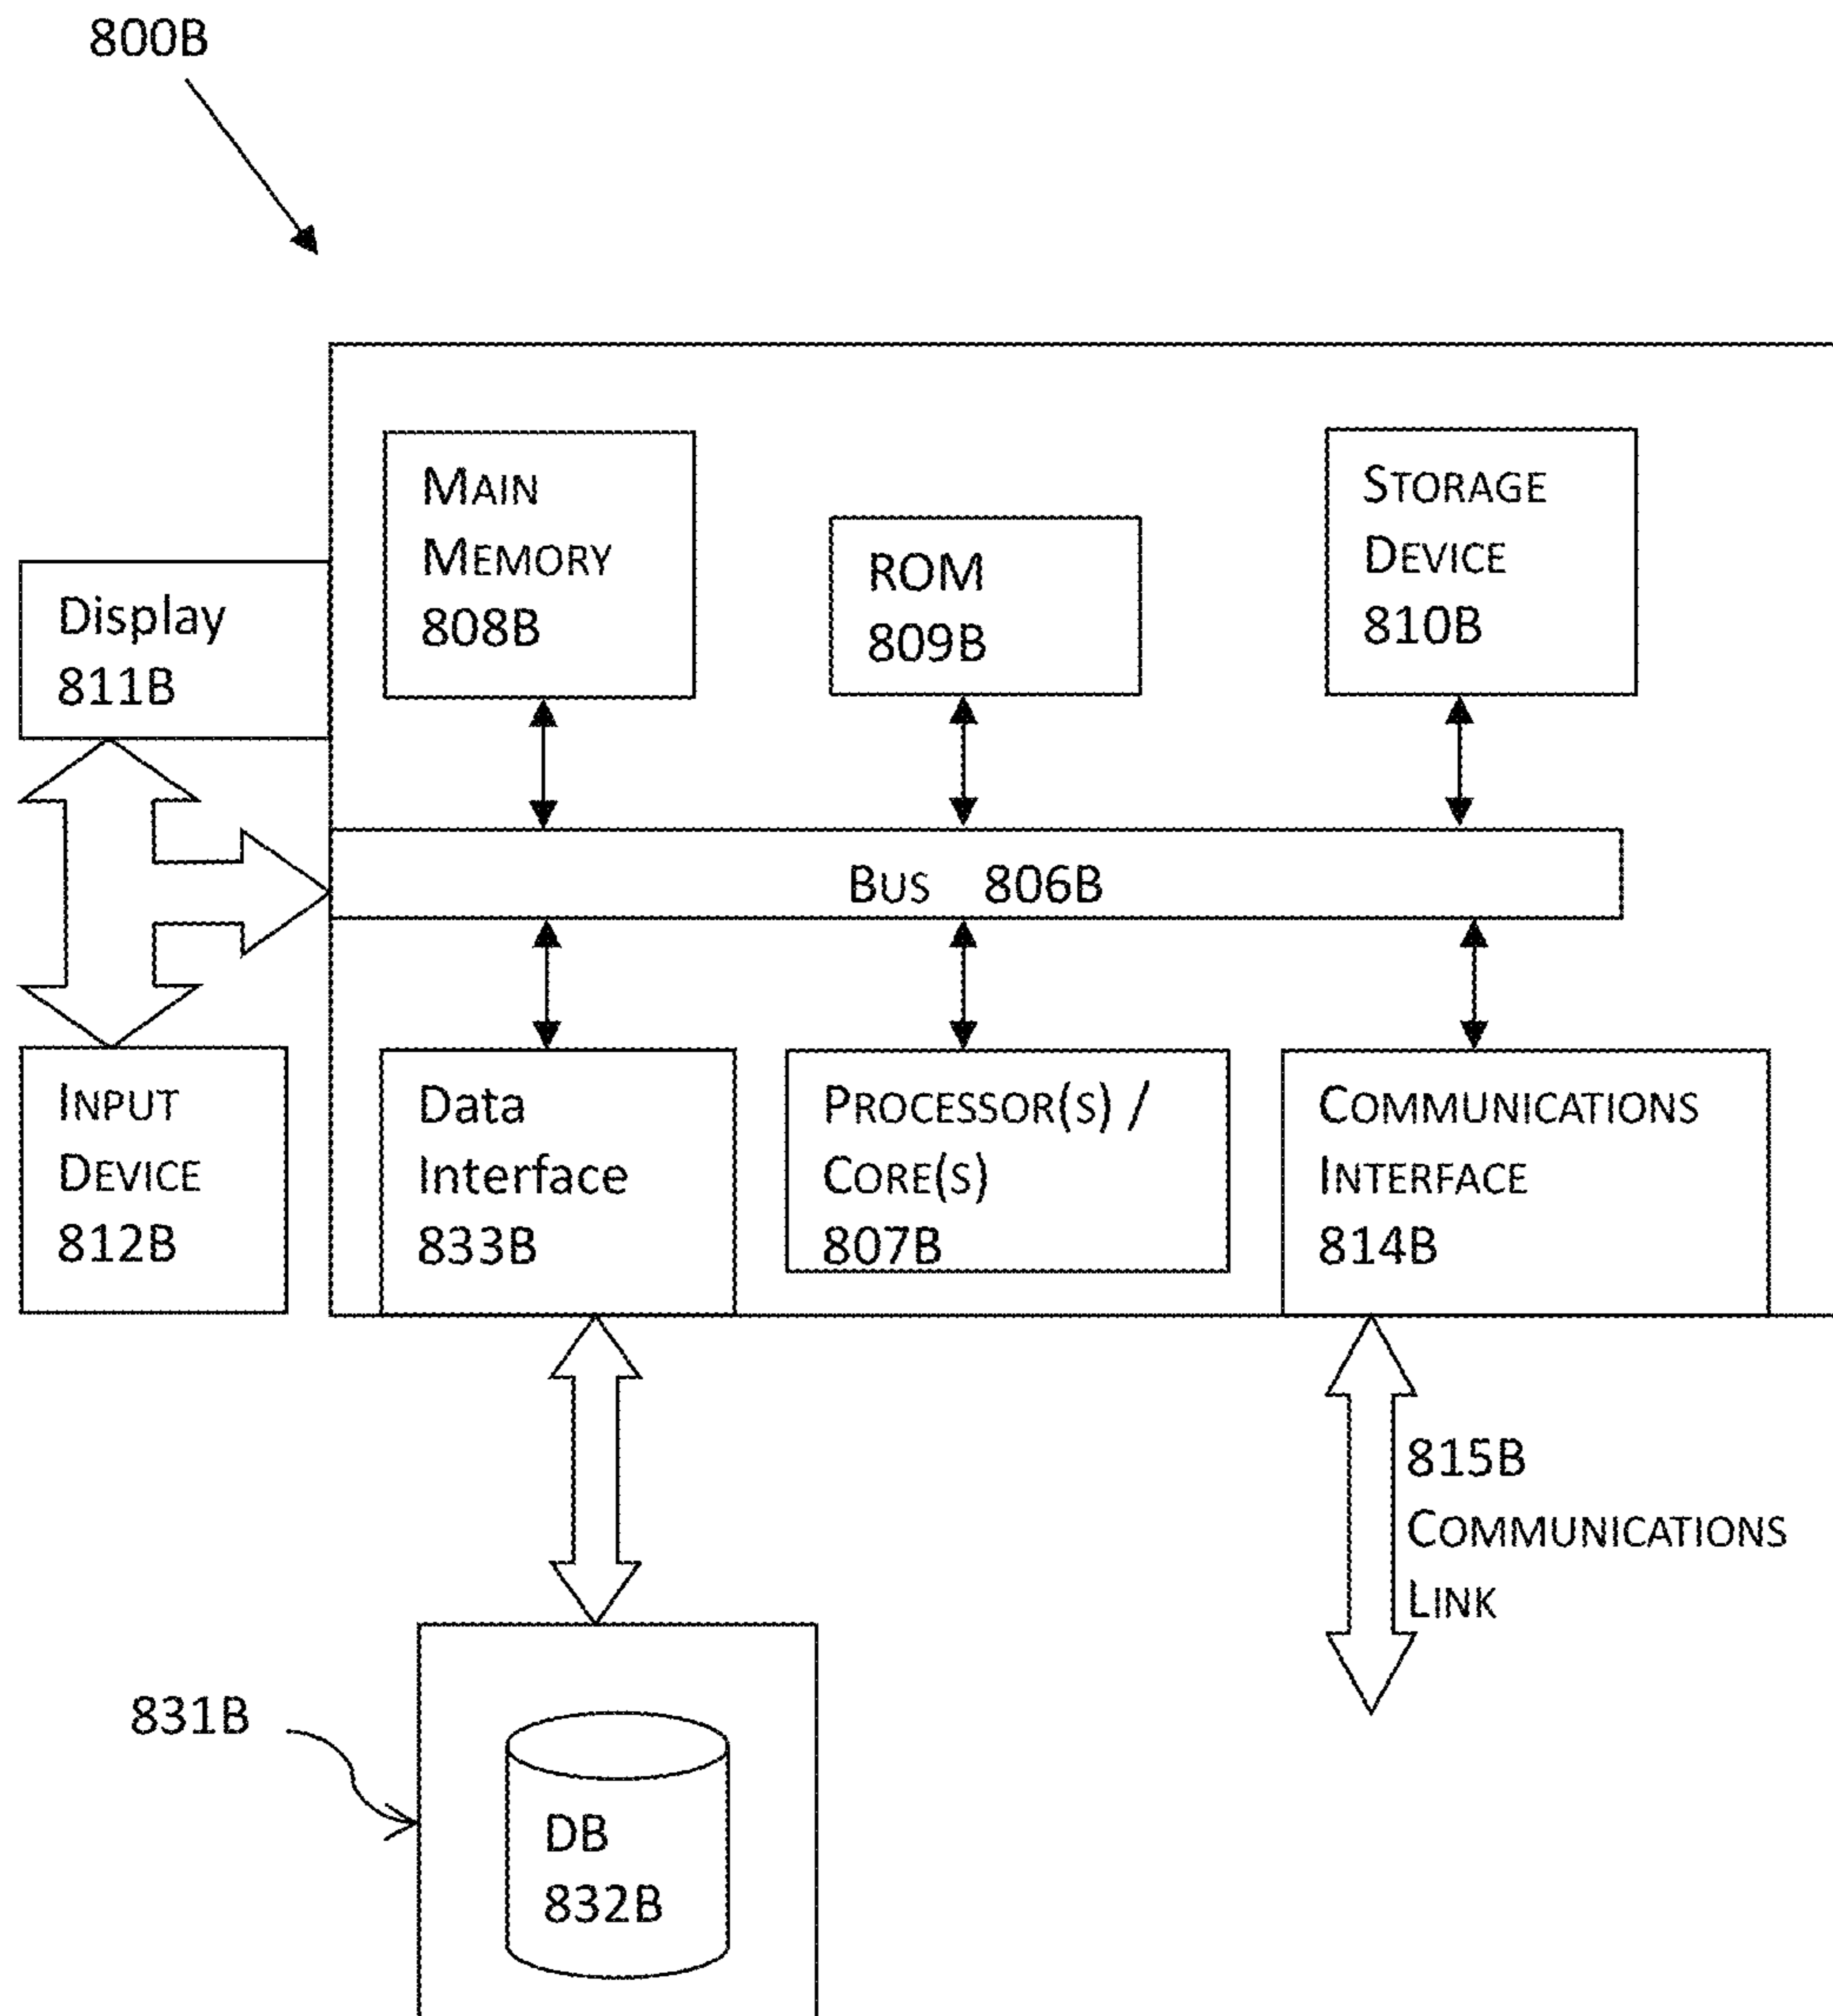 800B
MAIN
MEMORY
808B
ROM
809B
STORAGE
DEVICE
810B
Display
811B
BUS 806B
INPUT
DEVICE
812B
Data
Interface
833B
PROCESSOR(S) /
CORE(S)
807B
COMMUNICATIONS
INTERFACE
814B
815B
COMMUNICATIONS
LINK
831B
DB
832B